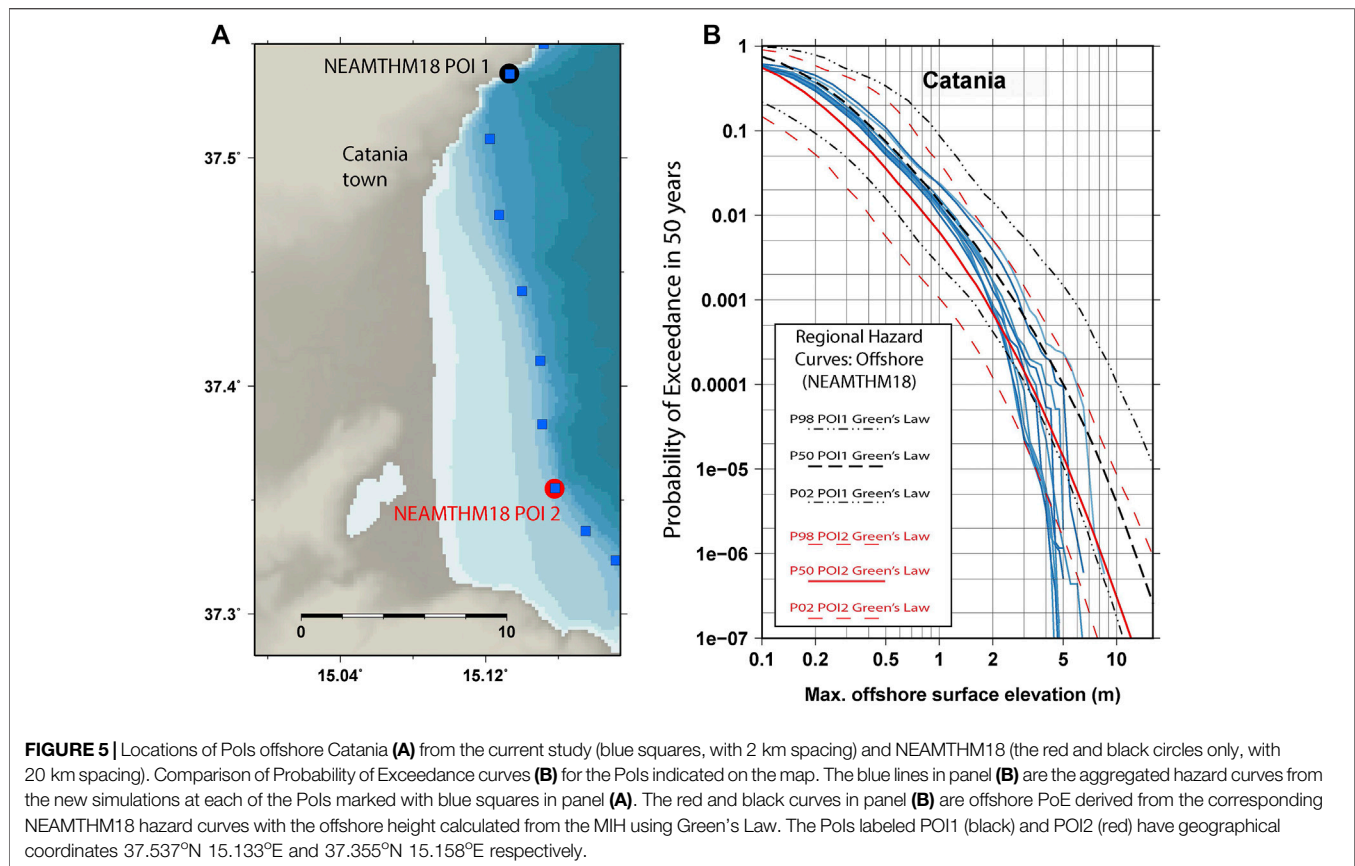 A
NEAMTHM18 POI 1
37.5°
Catania
town
37.4°
NEAMTHM18 POI 2
37.3°
0
10
15.04°
15.12°
B
Catania
Probability of Exceedance in 50 years
1
0.1
0.01
0.001
0.0001
1e-05
1e-06
1e-07
Regional Hazard
Curves: Offshore
(NEAMTHM18)
P98 POI1 Green's Law
P50 POI1 Green's Law
P02 POI1 Green's Law
P98 POI2 Green's Law
P50 POI2 Green's Law
P02 POI2 Green's Law
0.1
0.2
0.5
1
2
5
10
Max. offshore surface elevation (m)
FIGURE 5 | Locations of PoIs offshore Catania (A) from the current study (blue squares, with 2 km spacing) and NEAMTHM18 (the red and black circles only, with
20 km spacing). Comparison of Probability of Exceedance curves (B) for the PoIs indicated on the map. The blue lines in panel (B) are the aggregated hazard curves from
the new simulations at each of the PoIs marked with blue squares in panel (A). The red and black curves in panel (B) are offshore PoE derived from the corresponding
NEAMTHM18 hazard curves with the offshore height calculated from the MIH using Green's Law. The PoIs labeled POI1 (black) and POI2 (red) have geographical
coordinates 37.537°N 15.133°E and 37.355°N 15.158°E respectively.